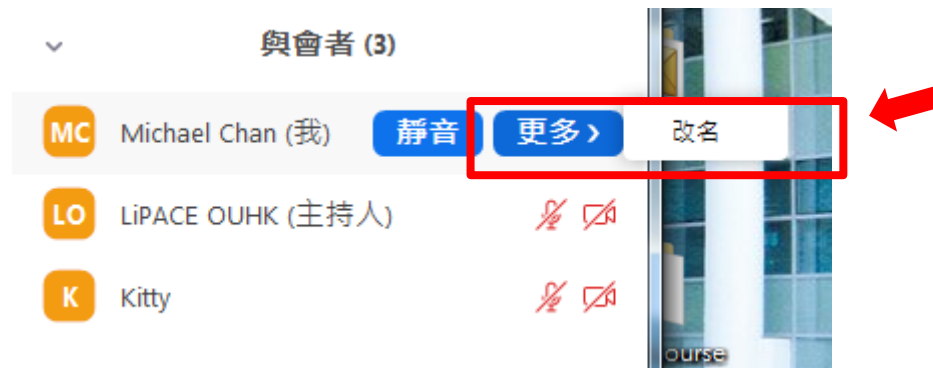 與會者 (3)
MC Michael Chan (我) 靜音 更多 › 改名
LO LiPACE OUHK (主持人)
K Kitty
ourse